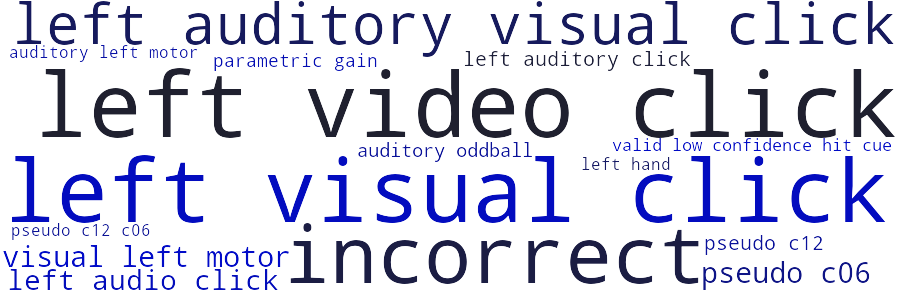 left auditory visual click
auditory left motor
parametric gain
left auditory click
left video click
auditory oddball
valid low confidence hit cue
left hand
left visual click
pseudo c12 c06
incorrect
pseudo c12
visual left motor
pseudo c06
left audio click